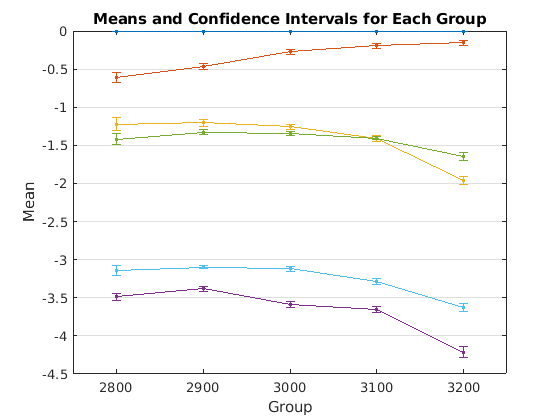 Means and Confidence Intervals for Each Group
0
-0.5
-1
-1.5
-2
-2.5
-3
-3.5
-4
-4.5
Mean
2800 2900 3000 3100 3200
Group